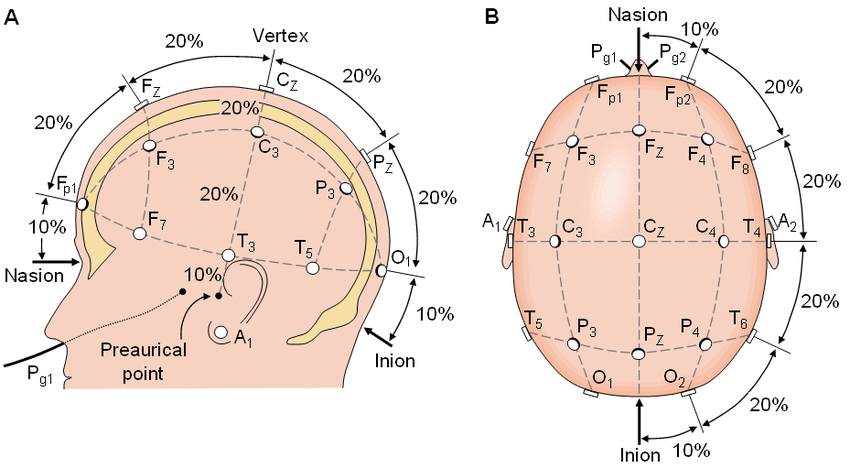 A
20%
Vertex
FZ
CZ
20%
20%
20%
Fp1
F3
C3
PZ
20%
P3
20%
10%
F7
T3
T5
O1
Nasion
10%
10%
A1
Preaurical
point
Inion
Pg1
B
Nasion
10%
Pg1
Pg2
Fp1
Fp2
20%
F7
F3
FZ
F4
F8
20%
A1
T3
C3
CZ
C4
T4
A2
20%
T5
P3
PZ
P4
T6
O1
O2
20%
Inion
10%